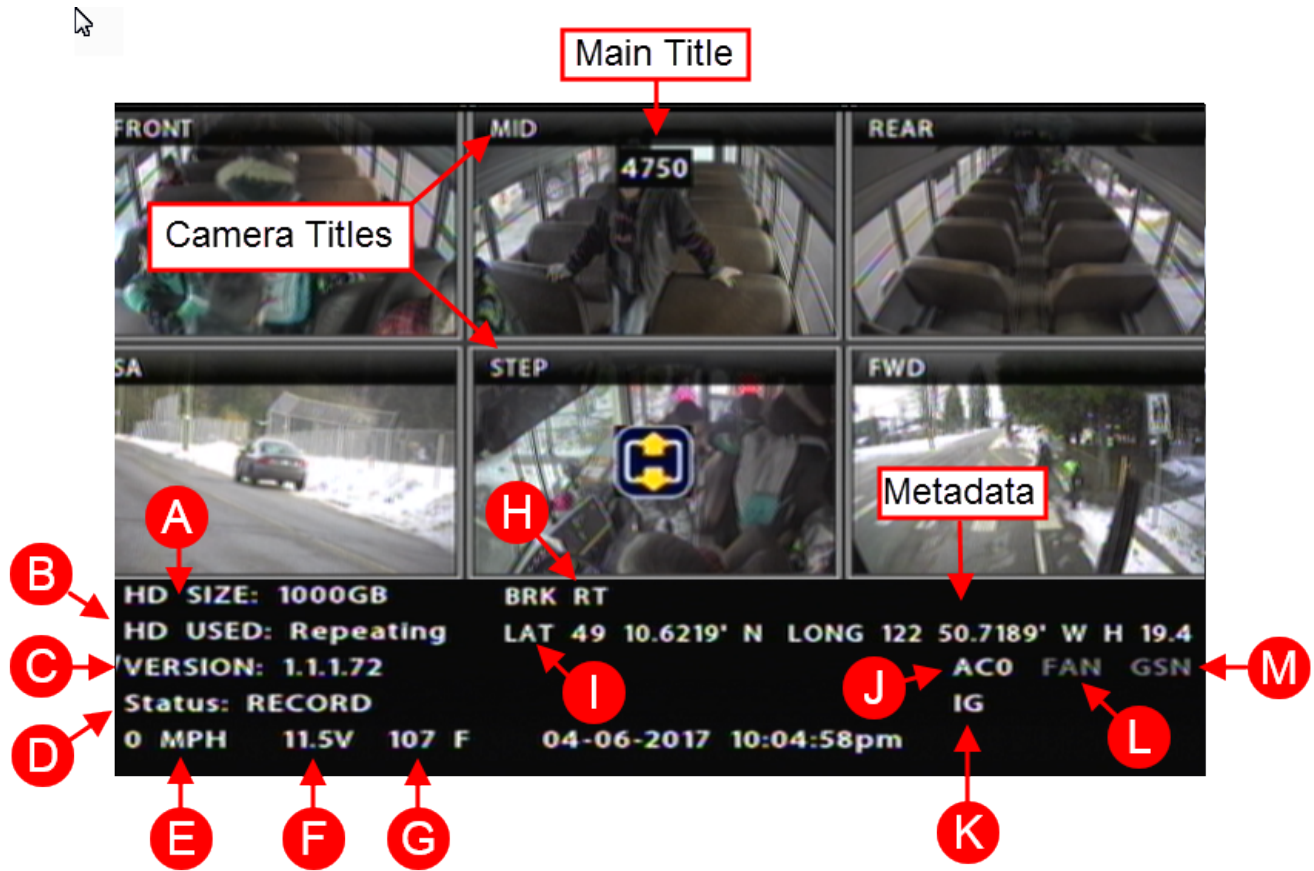 Main Title
FRONT
MID
REAR
4750
Camera Titles
SA
STEP
FWD
Metadata
A
H
B
HD SIZE: 1000GB
BRK RT
HD USED: Repeating
LAT 49 10.6219' N LONG 122 50.7189' W H 19.4
C
/VERSION: 1.1.1.72
I
J
AC0 FAN GSN
M
Status: RECORD
IG
L
D
0 MPH 11.5V 107 F
04-06-2017 10:04:58pm
E
F
G
K